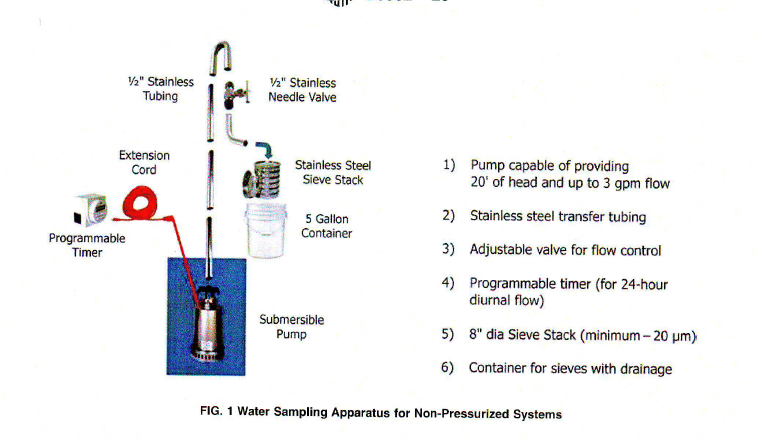 ½" Stainless
Tubing
½" Stainless
Needle Valve
Extension
Cord
Stainless Steel
Sieve Stack
5 Gallon
Container
Programmable
Timer
Submersible
Pump
1) Pump capable of providing
20' of head and up to 3 gpm flow
2) Stainless steel transfer tubing
3) Adjustable valve for flow control
4) Programmable timer (for 24-hour
diurnal flow)
5) 8" dia Sieve Stack (minimum – 20 µm)
6) Container for sieves with drainage
FIG. 1 Water Sampling Apparatus for Non-Pressurized Systems